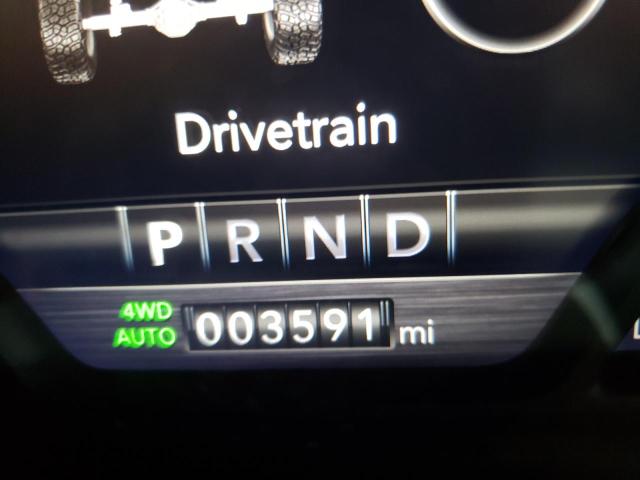 Drivetrain
P R N D
4WD
AUTO 003591 mi